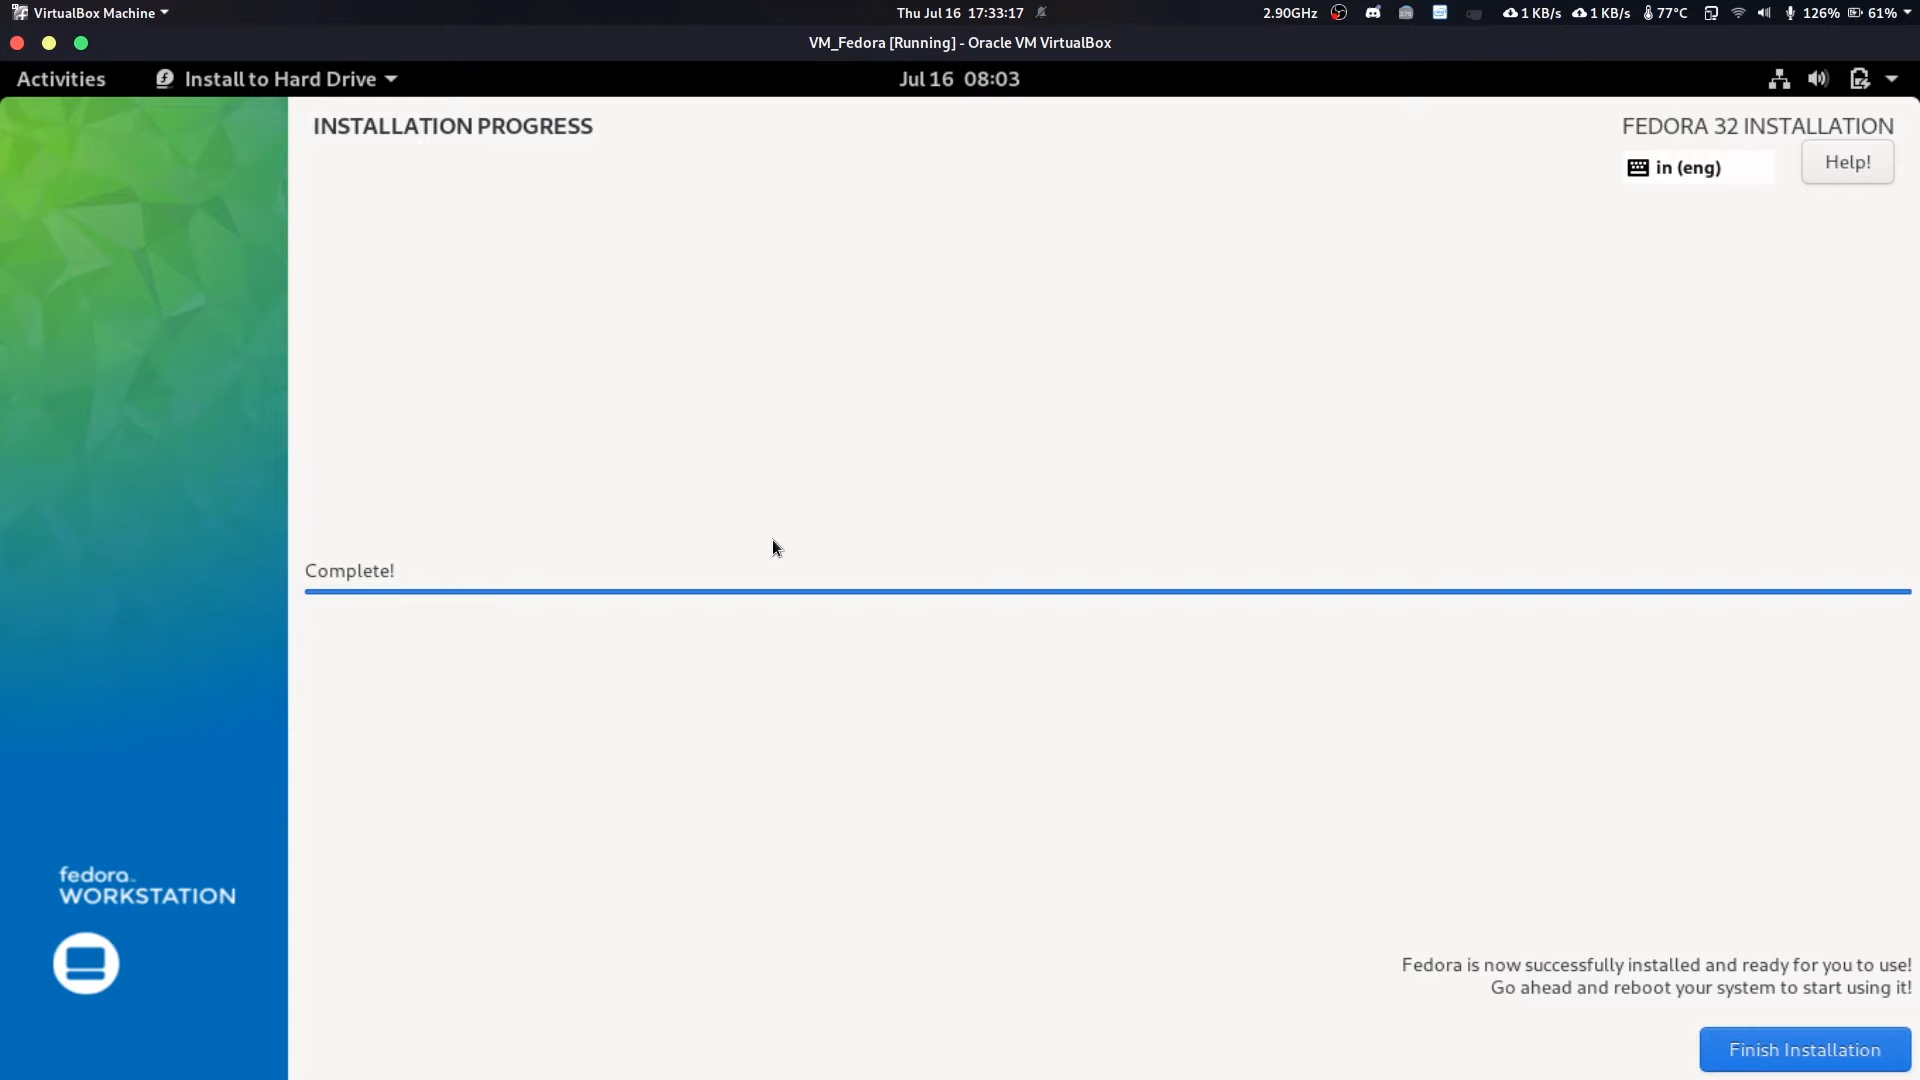 VirtualBox Machine
Thu Jul 16 17:33:17
2.90GHz
1 KB/s
1 KB/s
77°C
126%
61%
VM_Fedora [Running] - Oracle VM VirtualBox
Activities
Install to Hard Drive
Jul 16 08:03
INSTALLATION PROGRESS
FEDORA 32 INSTALLATION
in (eng)
Help!
Complete!
fedora
WORKSTATION
Fedora is now successfully installed and ready for you to use!
Go ahead and reboot your system to start using it!
Finish Installation